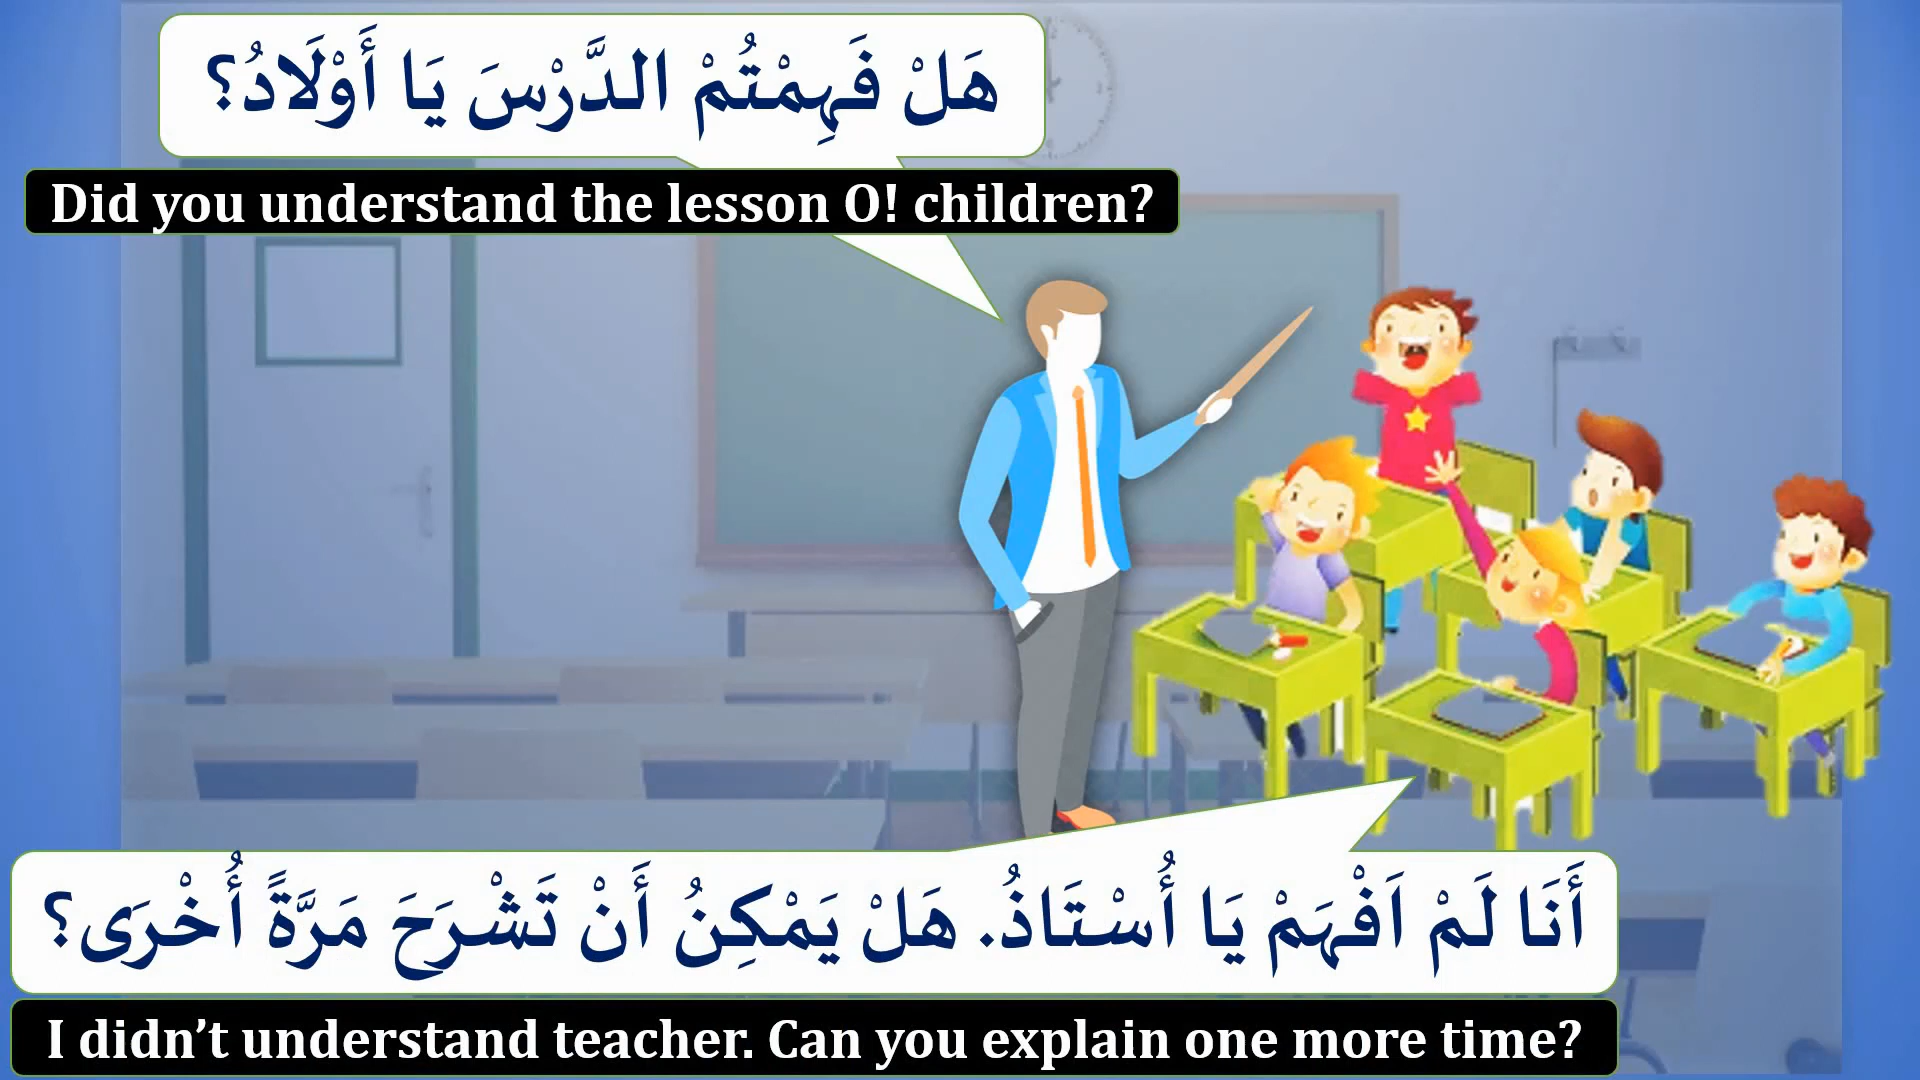 هَلْ فَهِمْتُمْ الدَّرْسَ يَا أَوْلَادُ؟
Did you understand the lesson O! children?
أَنَا لَمْ اَفْهَمْ يَا أُسْتَاذُ. هَلْ يَمْكِنُ أَنْ تَشْرَحَ مَرَّةً أُخْرَى؟
I didn’t understand teacher. Can you explain one more time?